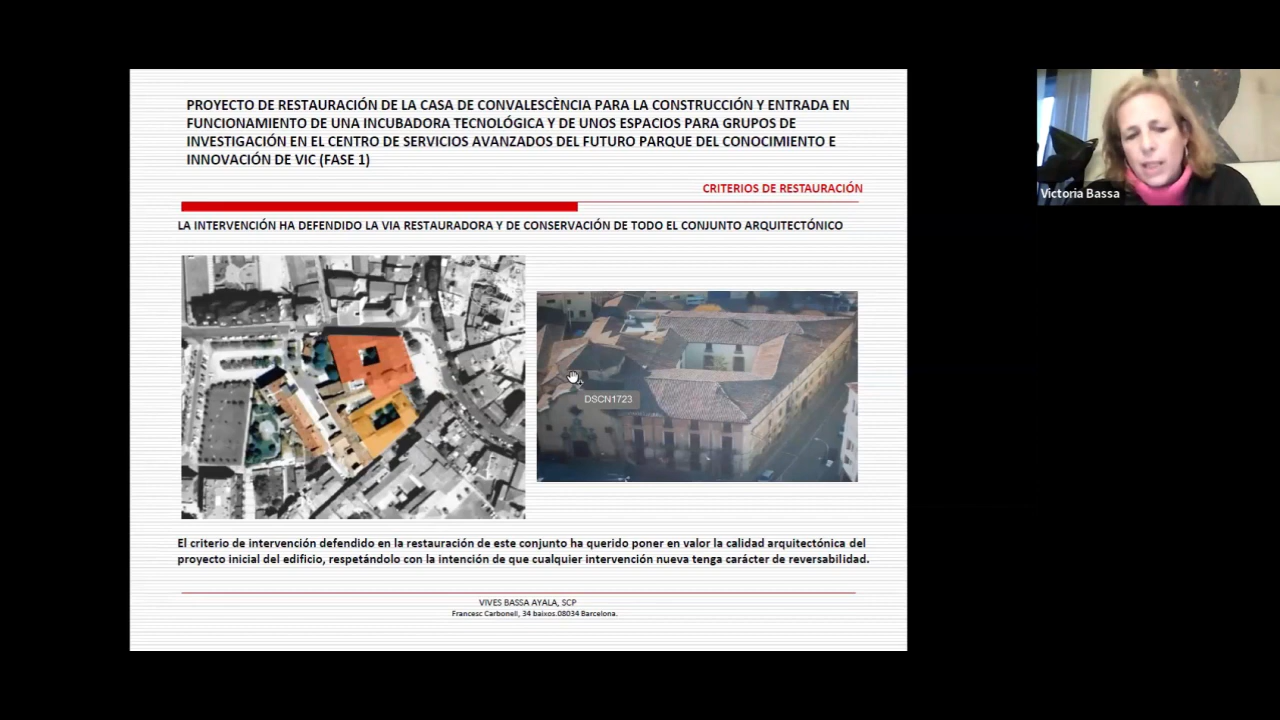 PROYECTO DE RESTAURACIÓN DE LA CASA DE CONVALESCÈNCIA PARA LA CONSTRUCCIÓN Y ENTRADA EN
FUNCIONAMIENTO DE UNA INCUBADORA TECNOLÓGICA Y DE UNOS ESPACIOS PARA GRUPOS DE
INVESTIGACIÓN EN EL CENTRO DE SERVICIOS AVANZADOS DEL FUTURO PARQUE DEL CONOCIMIENTO E
INNOVACIÓN DE VIC (FASE 1)
CRITERIOS DE RESTAURACIÓN
LA INTERVENCIÓN HA DEFENDIDO LA VIA RESTAURADORA Y DE CONSERVACIÓN DE TODO EL CONJUNTO ARQUITECTÓNICO
DSCN1723
El criterio de intervención defendido en la restauración de este conjunto ha querido poner en valor la calidad arquitectónica del
proyecto inicial del edificio, respetándolo con la intención de que cualquier intervención nueva tenga carácter de reversabilidad.
VIVES BASSA AYALA, SCP
Francesc Carbonell, 34 baixos.08034 Barcelona.
Victoria Bassa